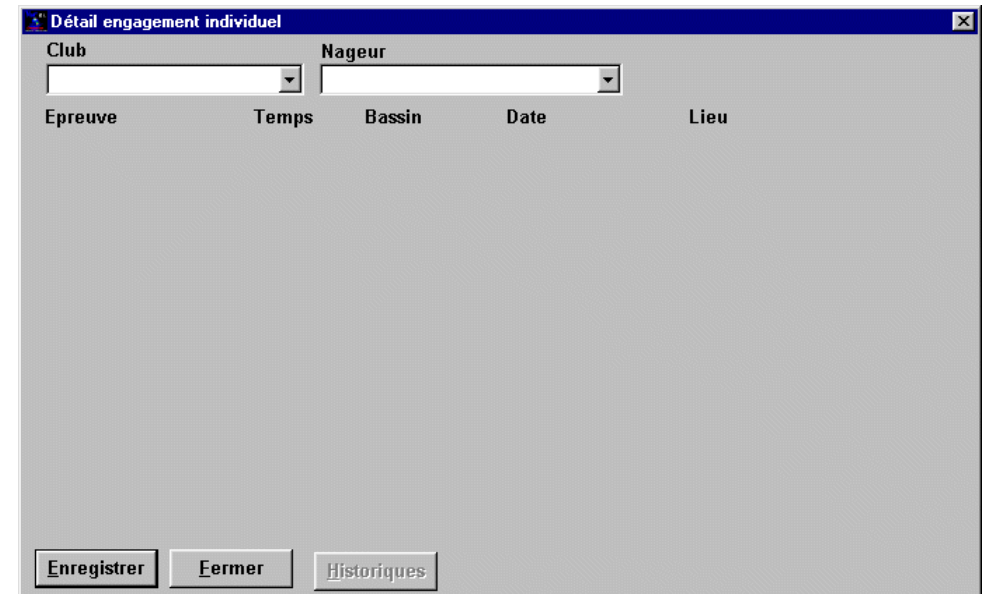 Détail engagement individuel
Club Nageur
Epreuve Temps Bassin Date Lieu
Enregistrer Fermer Historiques